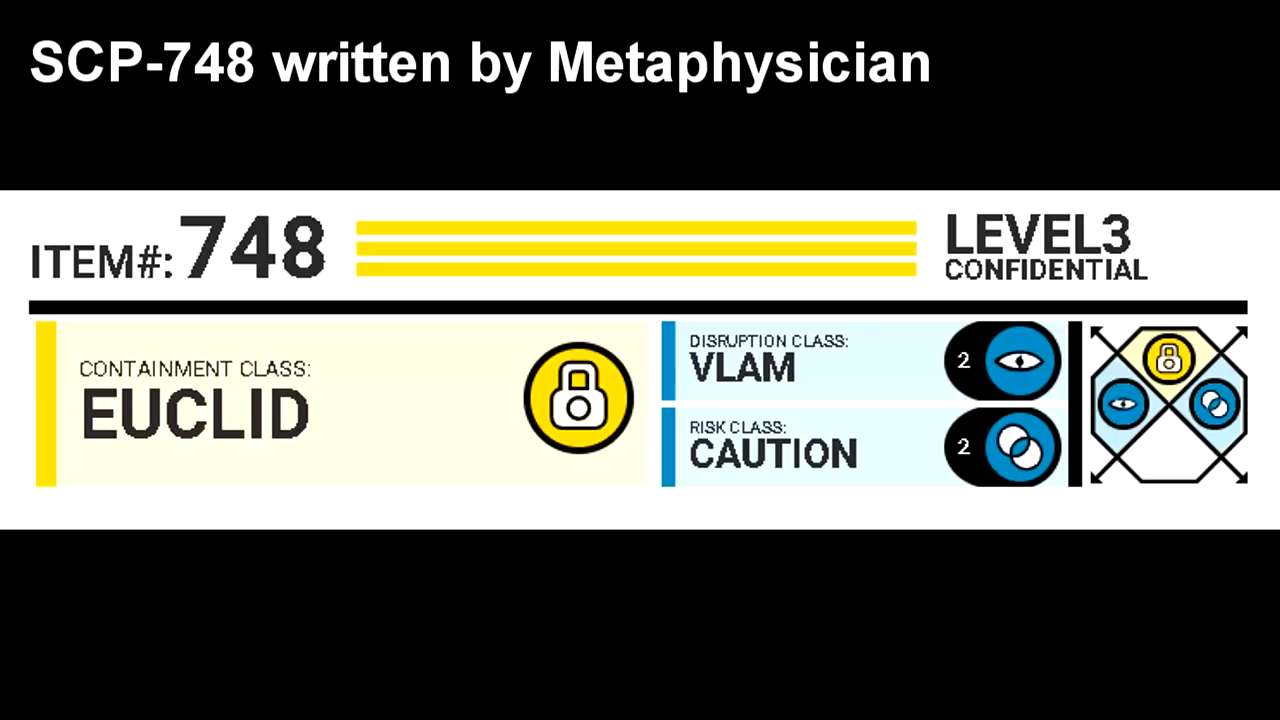 SCP-748 written by Metaphysician
ITEM#: 748
LEVEL3
CONFIDENTIAL
CONTAINMENT CLASS:
EUCLID
DISRUPTION CLASS:
VLAM
2
RISK CLASS:
CAUTION
2